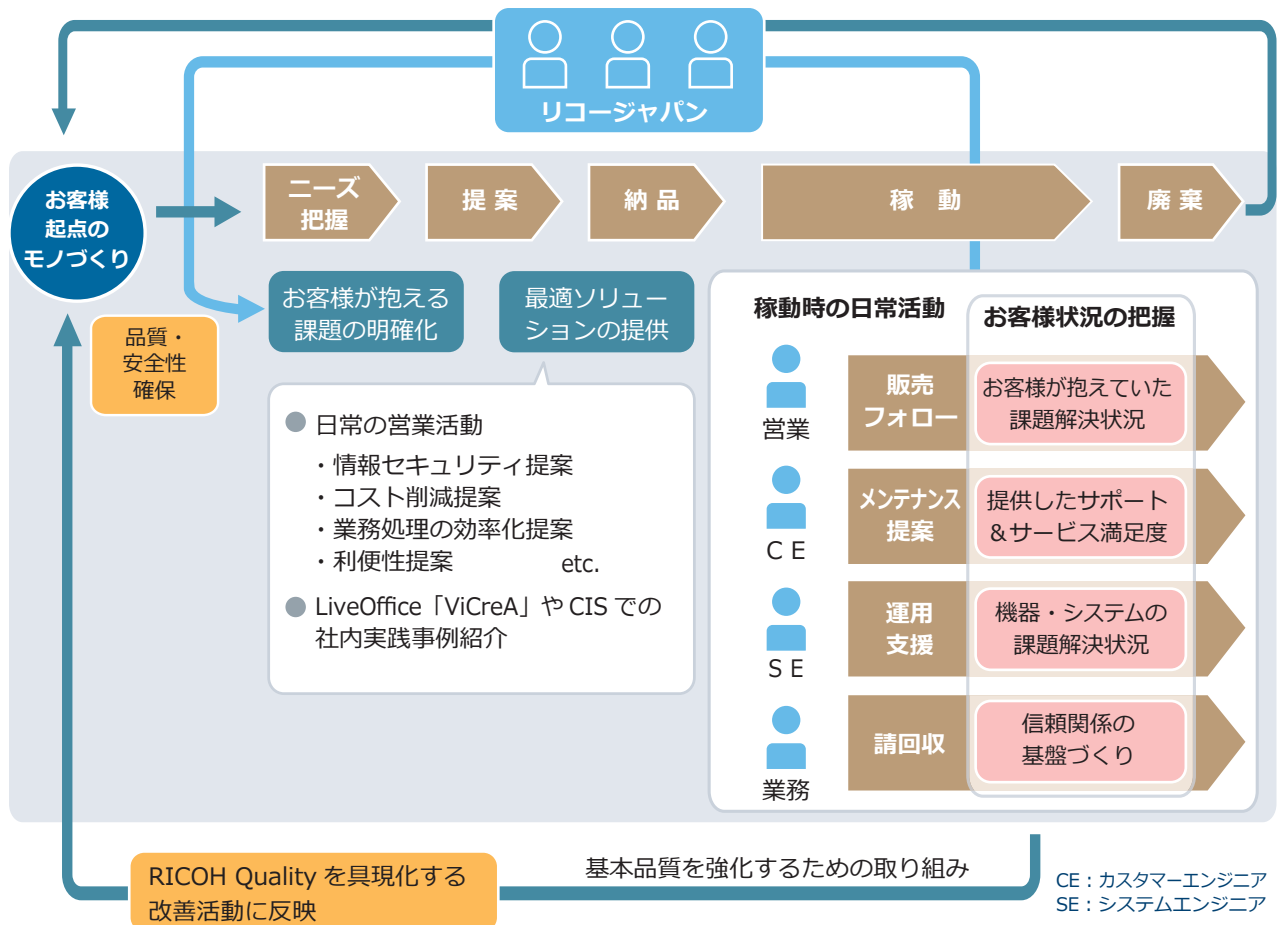 リコージャパン
お客様
起点の
モノづくり
ニーズ
把握
提案
納品
稼動
廃棄
品質・
安全性
確保
お客様が抱える
課題の明確化
最適ソリュー
ションの提供
● 日常の営業活動
・情報セキュリティ提案
・コスト削減提案
・業務処理の効率化提案
・利便性提案 etc.
● LiveOffice「ViCreA」や CIS での
社内実践事例紹介
稼動時の日常活動
お客様状況の把握
営業
販売
フォロー
お客様が抱えていた
課題解決状況
CE
メンテナンス
提案
提供したサポート
&サービス満足度
SE
運用
支援
機器・システムの
課題解決状況
業務
請回収
信頼関係の
基盤づくり
RICOH Quality を具現化する
改善活動に反映
基本品質を強化するための取り組み
CE:カスタマーエンジニア
SE:システムエンジニア